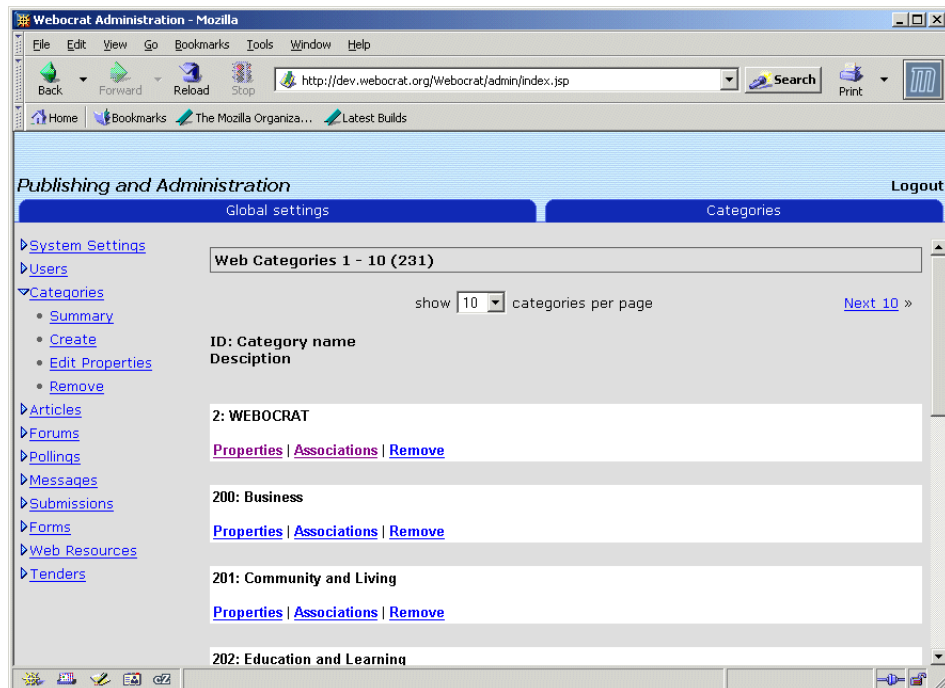 Webocrat Administration - Mozilla
File Edit View Go Bookmarks Tools Window Help
Back Forward Reload Stop http://dev.webocrat.org/Webocrat/admin/index.jsp Search Print
Home Bookmarks The Mozilla Organiza... Latest Builds
Publishing and Administration Logout
Global settings Categories
System Settings
Users
Categories
• Summary
• Create
• Edit Properties
• Remove
Articles
Forums
Pollings
Messages
Submissions
Forms
Web Resources
Tenders
Web Categories 1 - 10 (231)
show 10 categories per page Next 10 »
ID: Category name
Desciption
2: WEBOCRAT
Properties | Associations | Remove
200: Business
Properties | Associations | Remove
201: Community and Living
Properties | Associations | Remove
202: Education and Learning